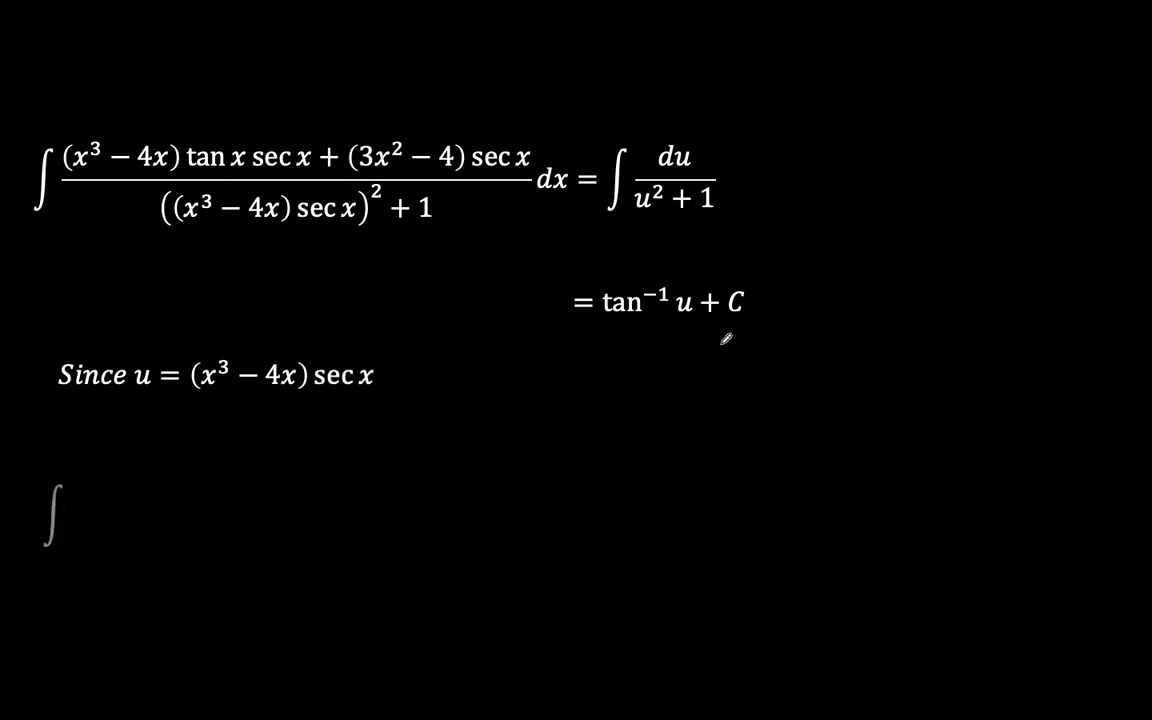 ∫ (x³ − 4x) tan x sec x + (3x² − 4) sec x / ((x³ − 4x) sec x)² + 1 dx = ∫ du / u² + 1
= tan⁻¹ u + C
Since u = (x³ − 4x) sec x
∫